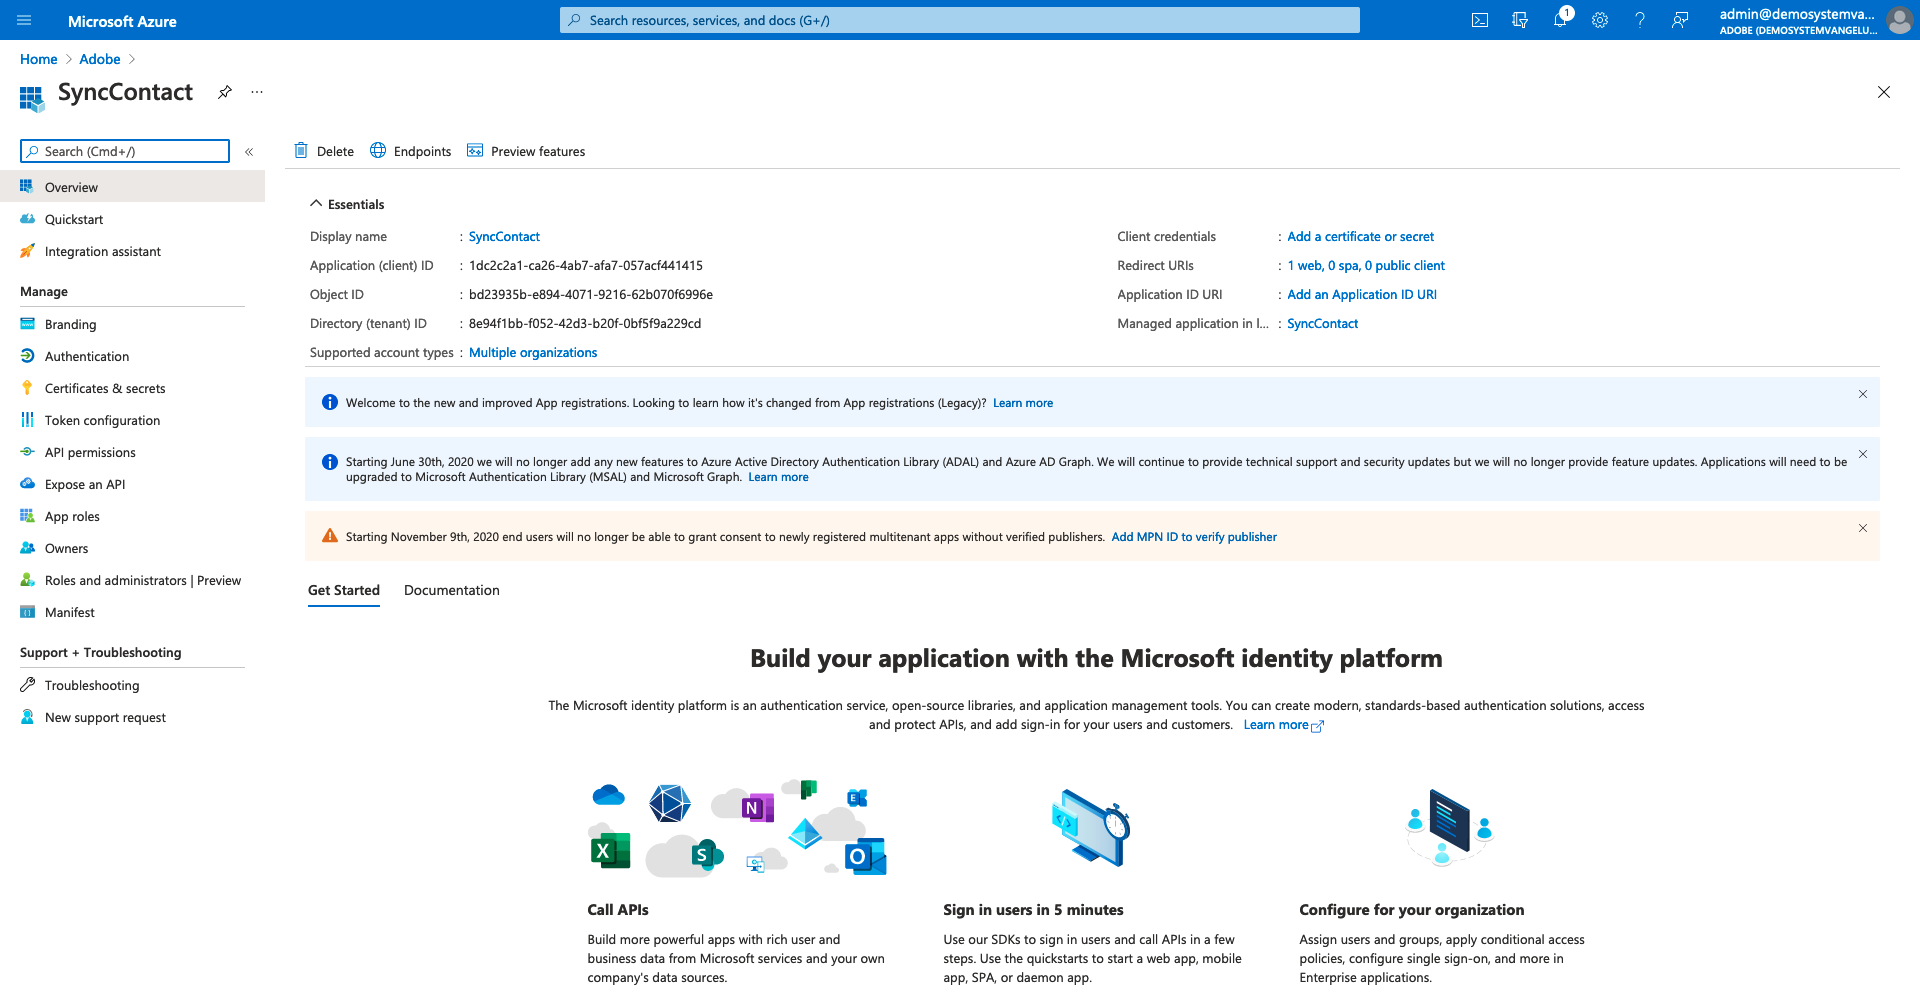 Microsoft Azure
Search resources, services, and docs (G+/)
1
admin@demosystemva...
ADOBE (DEMOSYSTEMVANGELU...
Home > Adobe >
SyncContact
...
Search (Cmd+/)
«
Overview
Quickstart
Integration assistant
Manage
Branding
Authentication
Certificates & secrets
Token configuration
API permissions
Expose an API
App roles
Owners
Roles and administrators | Preview
Manifest
Support + Troubleshooting
Troubleshooting
New support request
Delete
Endpoints
Preview features
Essentials
Display name : SyncContact
Application (client) ID : 1dc2c2a1-ca26-4ab7-afa7-057acf441415
Object ID : bd23935b-e894-4071-9216-62b070f6996e
Directory (tenant) ID : 8e94f1bb-f052-42d3-b20f-0bf5f9a229cd
Supported account types : Multiple organizations
Client credentials : Add a certificate or secret
Redirect URIs : 1 web, 0 spa, 0 public client
Application ID URI : Add an Application ID URI
Managed application in l... : SyncContact
Welcome to the new and improved App registrations. Looking to learn how it's changed from App registrations (Legacy)? Learn more
Starting June 30th, 2020 we will no longer add any new features to Azure Active Directory Authentication Library (ADAL) and Azure AD Graph. We will continue to provide technical support and security updates but we will no longer provide feature updates. Applications will need to be
upgraded to Microsoft Authentication Library (MSAL) and Microsoft Graph. Learn more
Starting November 9th, 2020 end users will no longer be able to grant consent to newly registered multitenant apps without verified publishers. Add MPN ID to verify publisher
Get Started
Documentation
Build your application with the Microsoft identity platform
The Microsoft identity platform is an authentication service, open-source libraries, and application management tools. You can create modern, standards-based authentication solutions, access
and protect APIs, and add sign-in for your users and customers. Learn more
N
E
X
S
O
Call APIs
Build more powerful apps with rich user and
business data from Microsoft services and your own
company's data sources.
Sign in users in 5 minutes
Use our SDKs to sign in users and call APIs in a few
steps. Use the quickstarts to start a web app, mobile
app, SPA, or daemon app.
Configure for your organization
Assign users and groups, apply conditional access
policies, configure single sign-on, and more in
Enterprise applications.